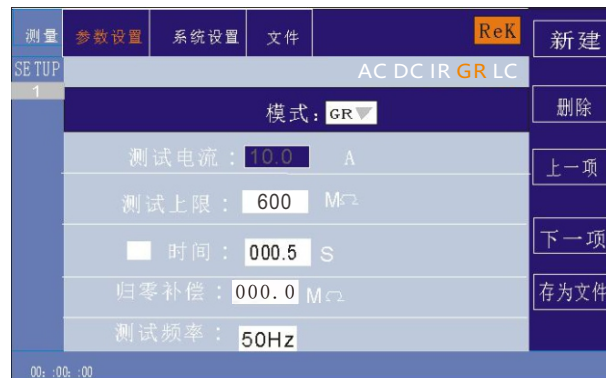 测量 参数设置 系统设置 文件 ReK 新建
SETUP AC DC IR GR LC
1
模式：GR 删除
测试电流：10.0 A 上一项
测试上限：600 MΩ
时间：000.5 S 下一项
归零补偿：000.0 MΩ 存为文件
测试频率：50Hz
00：:00：:00